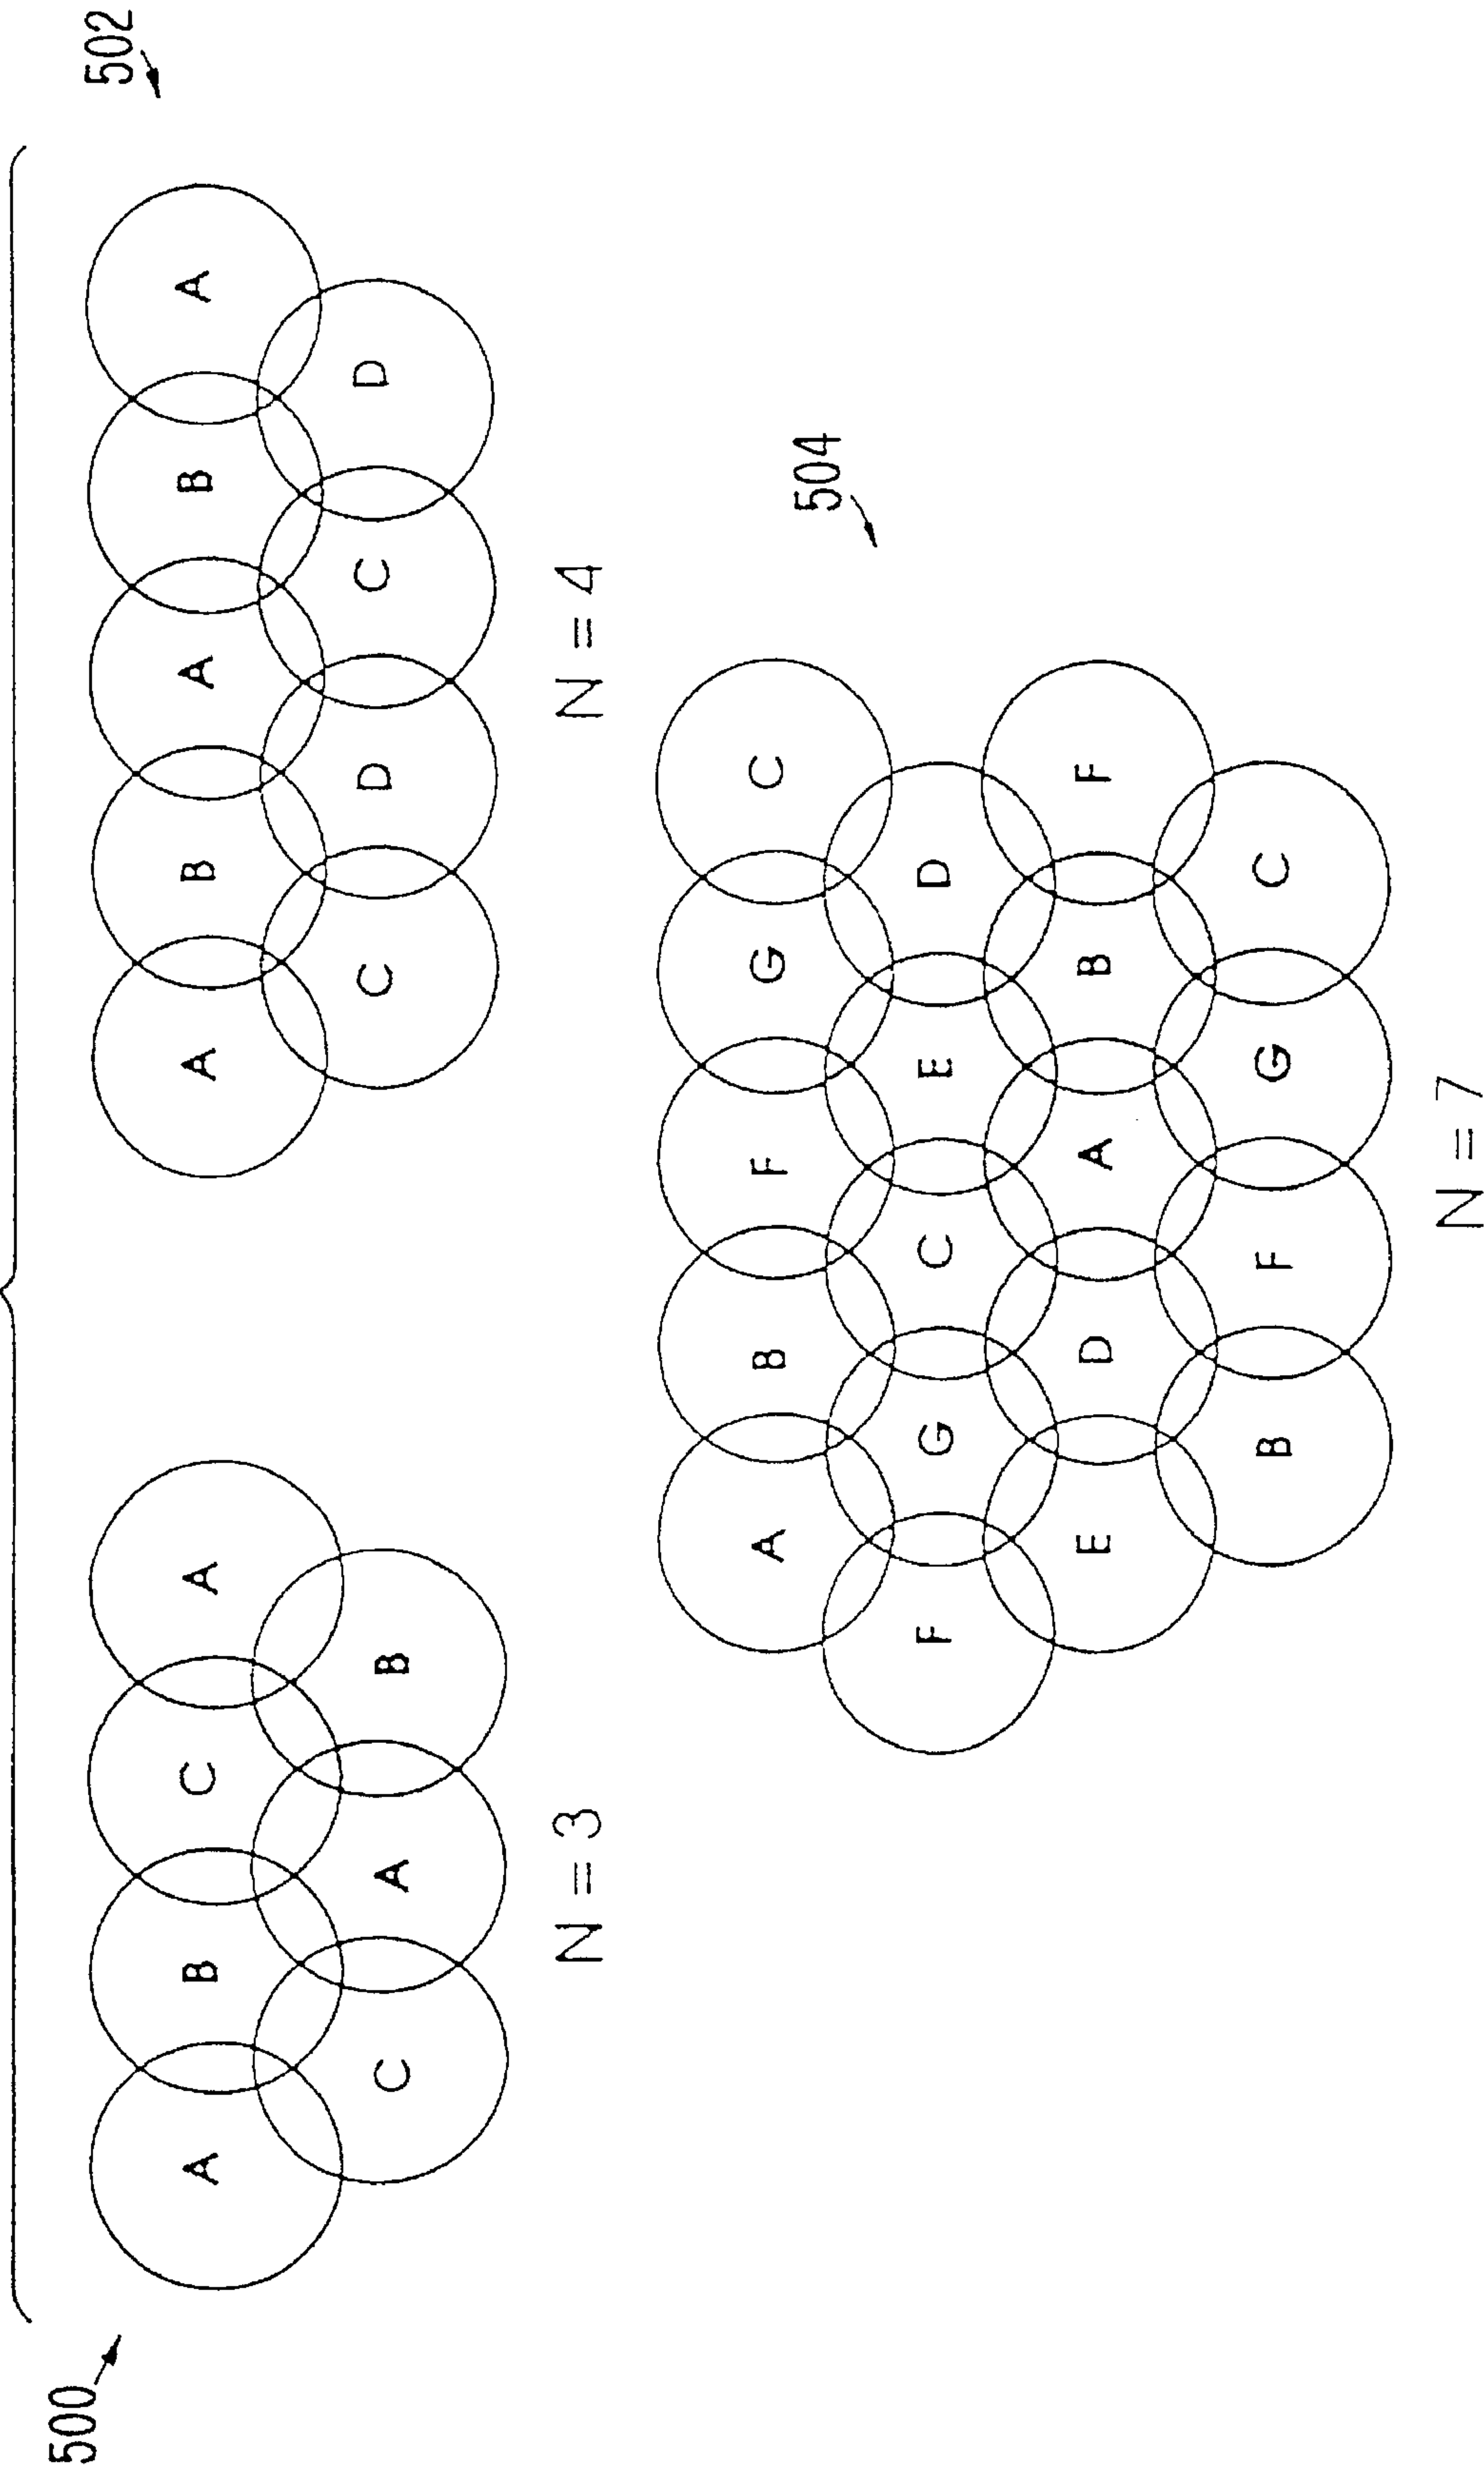 500
502
A B C A
C A B
N = 3
A B A B A
C D C D
N = 4
504
A B F G C
F G C E D
E D A B F
B F G C
N = 7